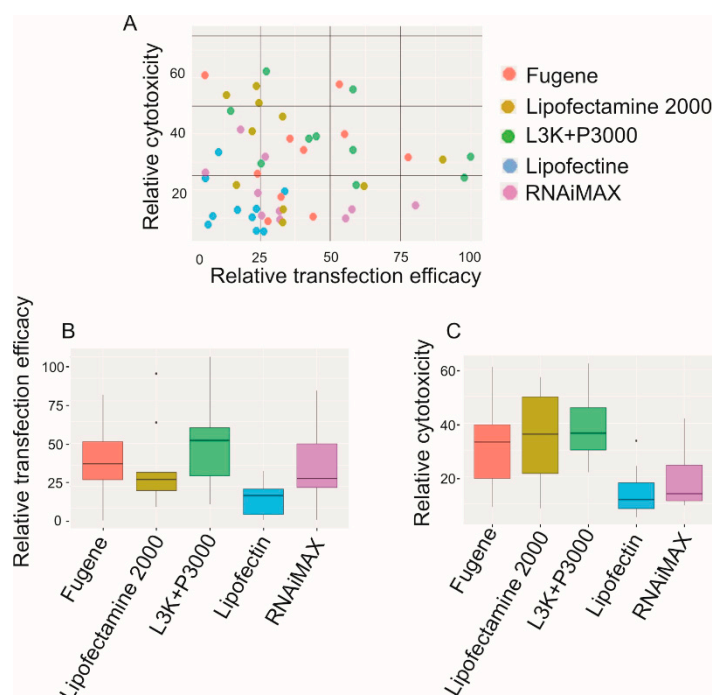 A
Relative cytotoxicity
60
40
20
0
25
50
75
100
Relative transfection efficacy
Fugene
Lipofectamine 2000
L3K+P3000
Lipofectine
RNAiMAX
B
Relative transfection efficacy
100
75
50
25
0
Fugene
Lipofectamine 2000
L3K+P3000
Lipofectin
RNAiMAX
C
Relative cytotoxicity
60
40
20
Fugene
Lipofectamine 2000
L3K+P3000
Lipofectin
RNAiMAX